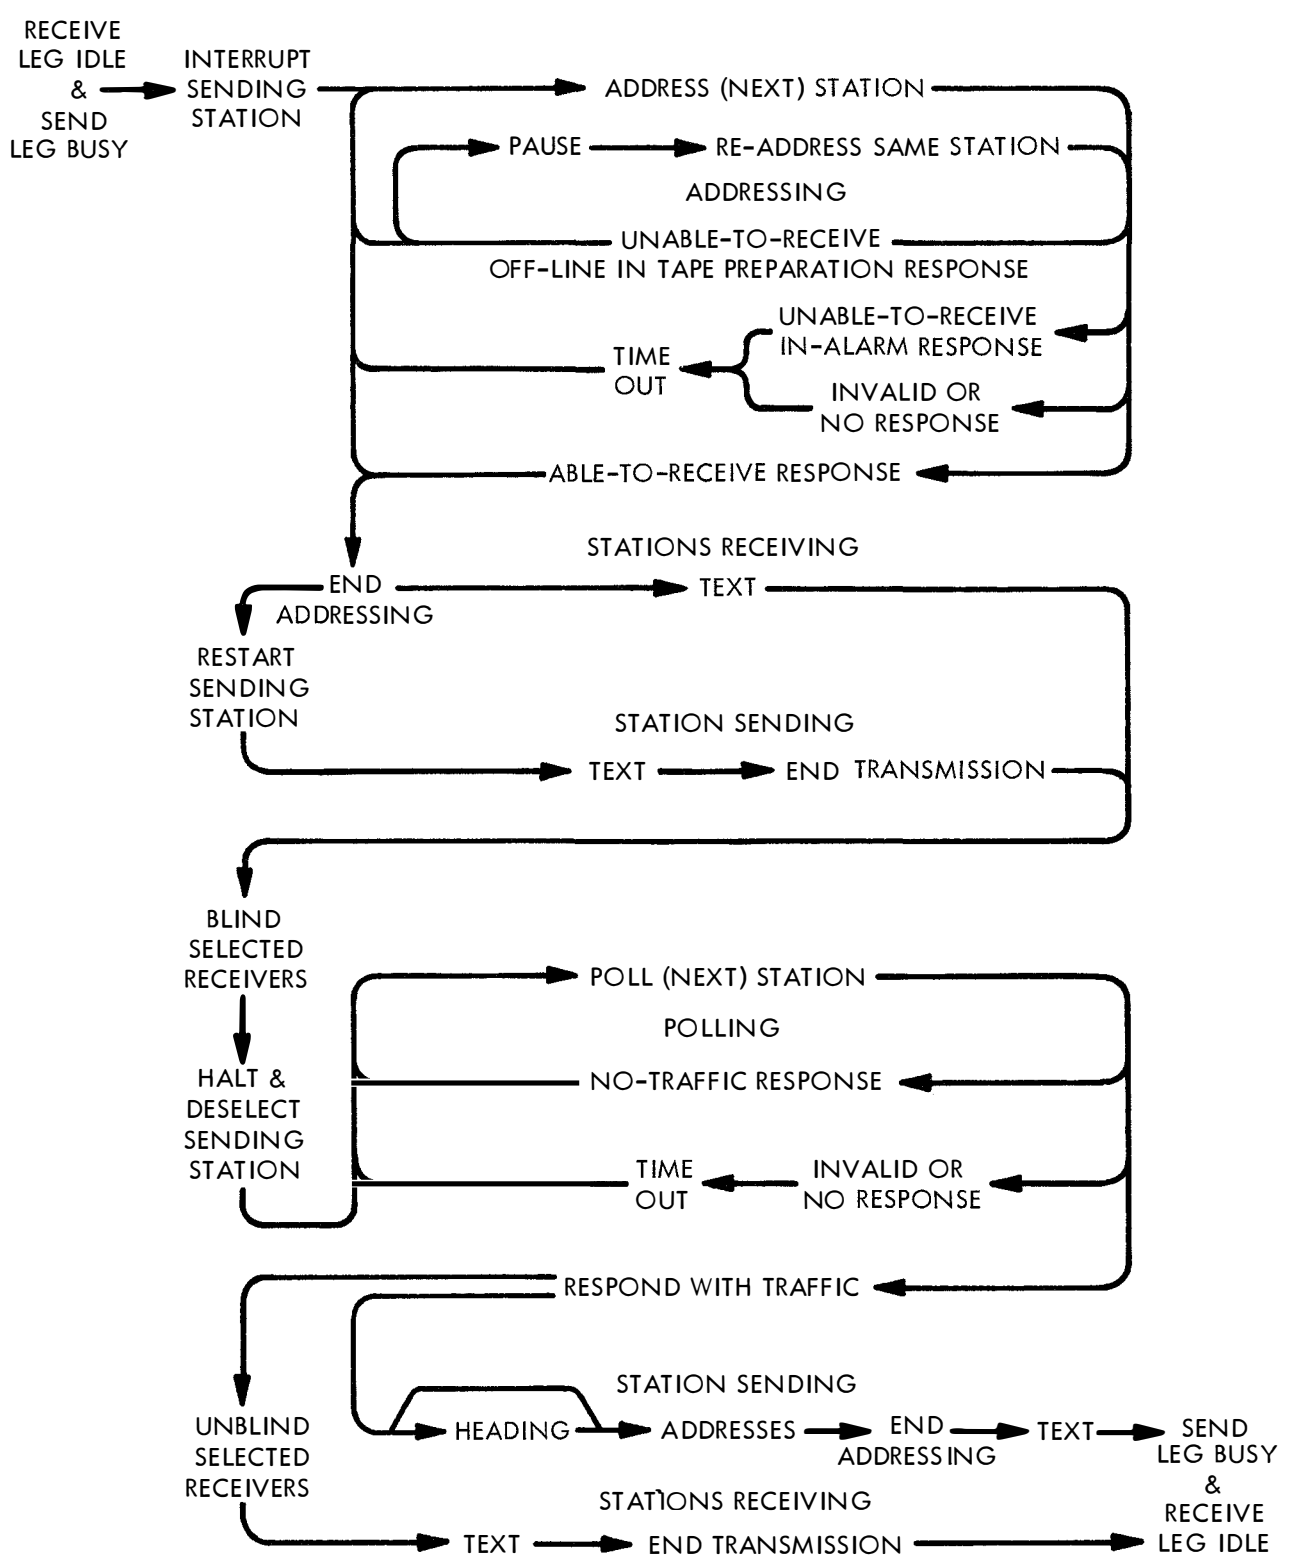 RECEIVE
LEG IDLE
&
SEND
LEG BUSY
INTERRUPT
SENDING
STATION
ADDRESS (NEXT) STATION
PAUSE
RE-ADDRESS SAME STATION
ADDRESSING
UNABLE-TO-RECEIVE
OFF-LINE IN TAPE PREPARATION RESPONSE
UNABLE-TO-RECEIVE
IN-ALARM RESPONSE
TIME
OUT
INVALID OR
NO RESPONSE
ABLE-TO-RECEIVE RESPONSE
STATIONS RECEIVING
END
ADDRESSING
TEXT
RESTART
SENDING
STATION
STATION SENDING
TEXT
END TRANSMISSION
BLIND
SELECTED
RECEIVERS
POLL (NEXT) STATION
POLLING
NO-TRAFFIC RESPONSE
HALT &
DESELECT
SENDING
STATION
TIME
OUT
INVALID OR
NO RESPONSE
RESPOND WITH TRAFFIC
STATION SENDING
UNBLIND
SELECTED
RECEIVERS
HEADING
ADDRESSES
END
ADDRESSING
TEXT
SEND
LEG BUSY
&
RECEIVE
LEG IDLE
STATIONS RECEIVING
TEXT
END TRANSMISSION